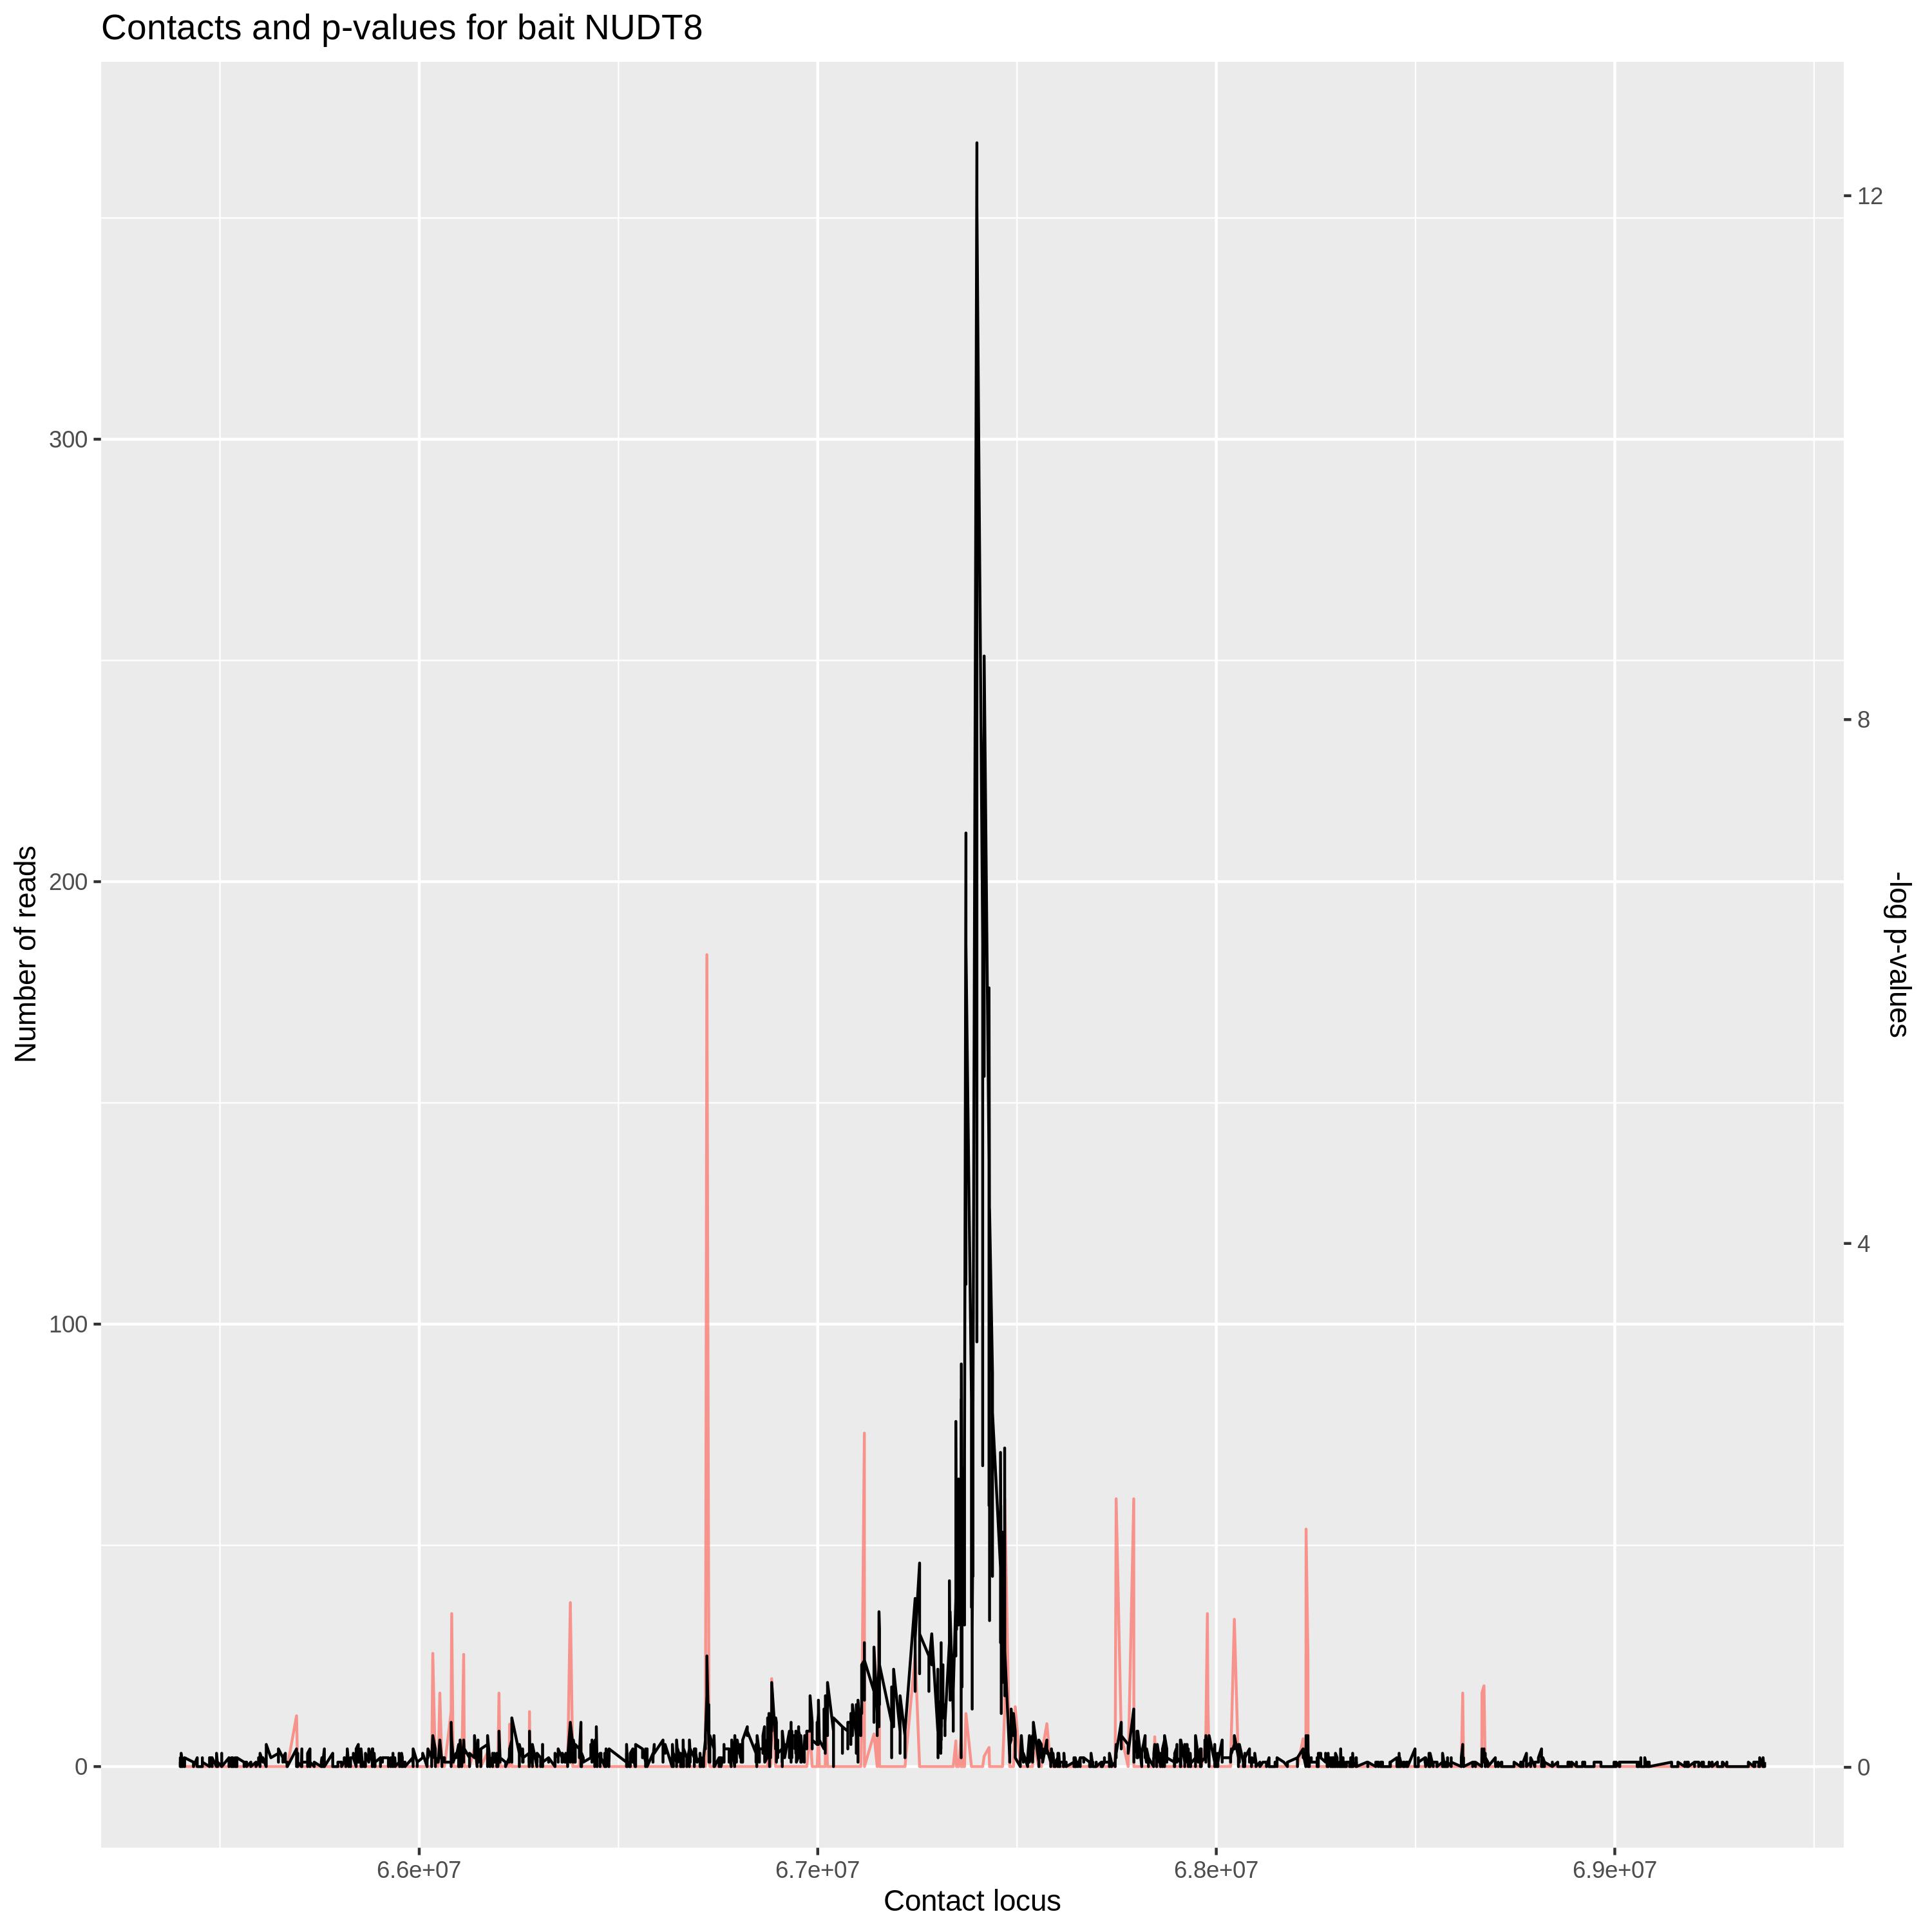 Contacts and p-values for bait NUDT8
Number of reads
300
200
100
0
12
8
4
0
-log p-values
6.6e+07 6.7e+07 6.8e+07 6.9e+07
Contact locus